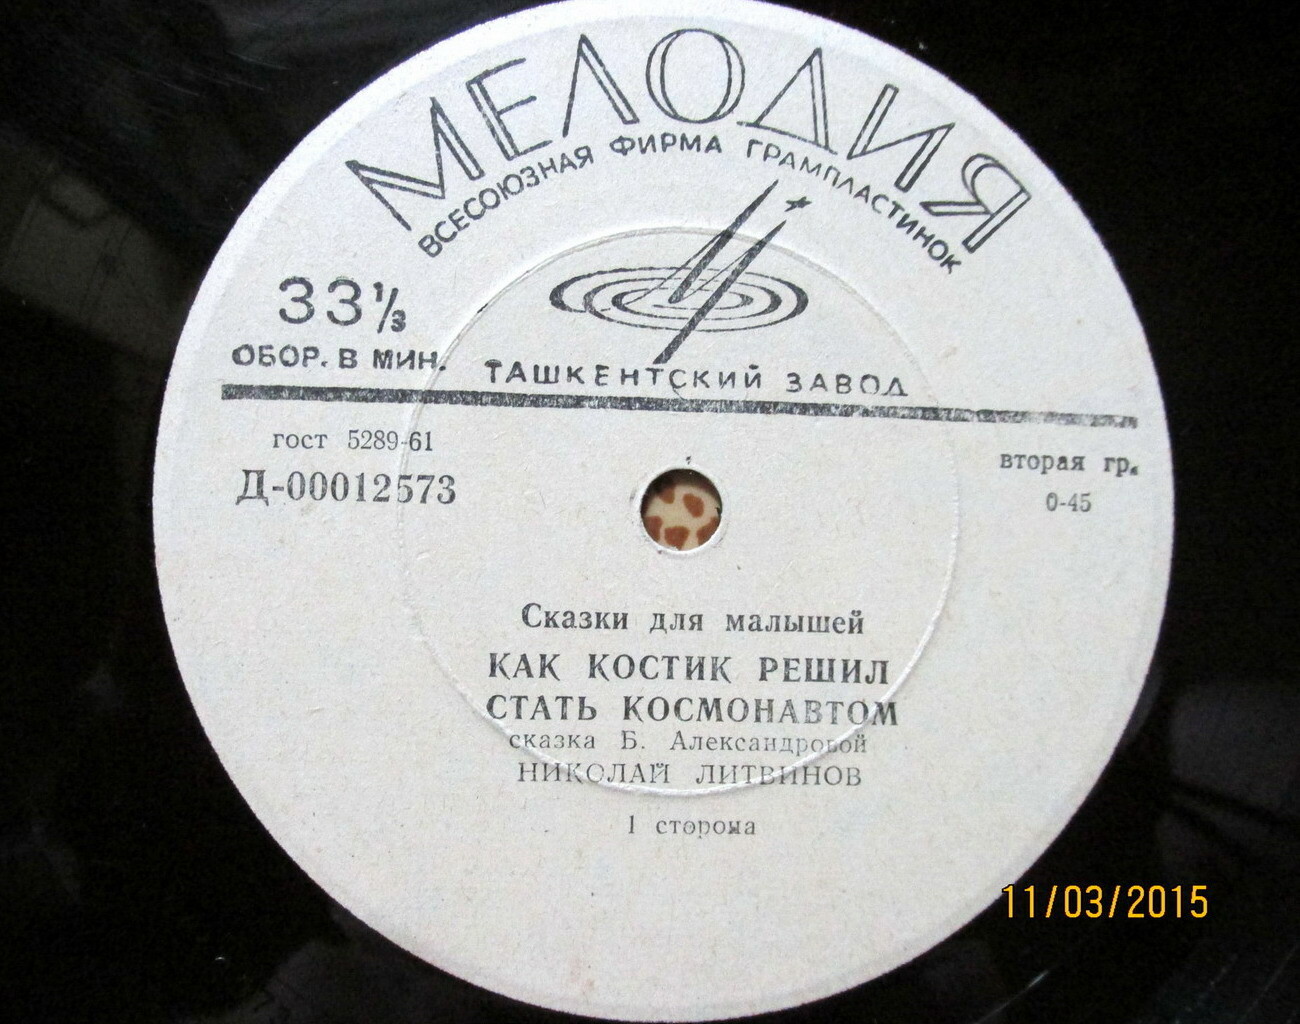 МЕЛОДИЯ
ВСЕСОЮЗНАЯ ФИРМА ГРАМПЛАСТИНОК
33⅓
ОБОР. В МИН.
ТАШКЕНТСКИЙ ЗАВОД
гост 5289-61
вторая гр.
Д-00012573
0-45
Сказки для малышей
КАК КОСТИК РЕШИЛ
СТАТЬ КОСМОНАВТОМ
сказка Б. Александровой
НИКОЛАЙ ЛИТВИНОВ
1 сторона
11/03/2015